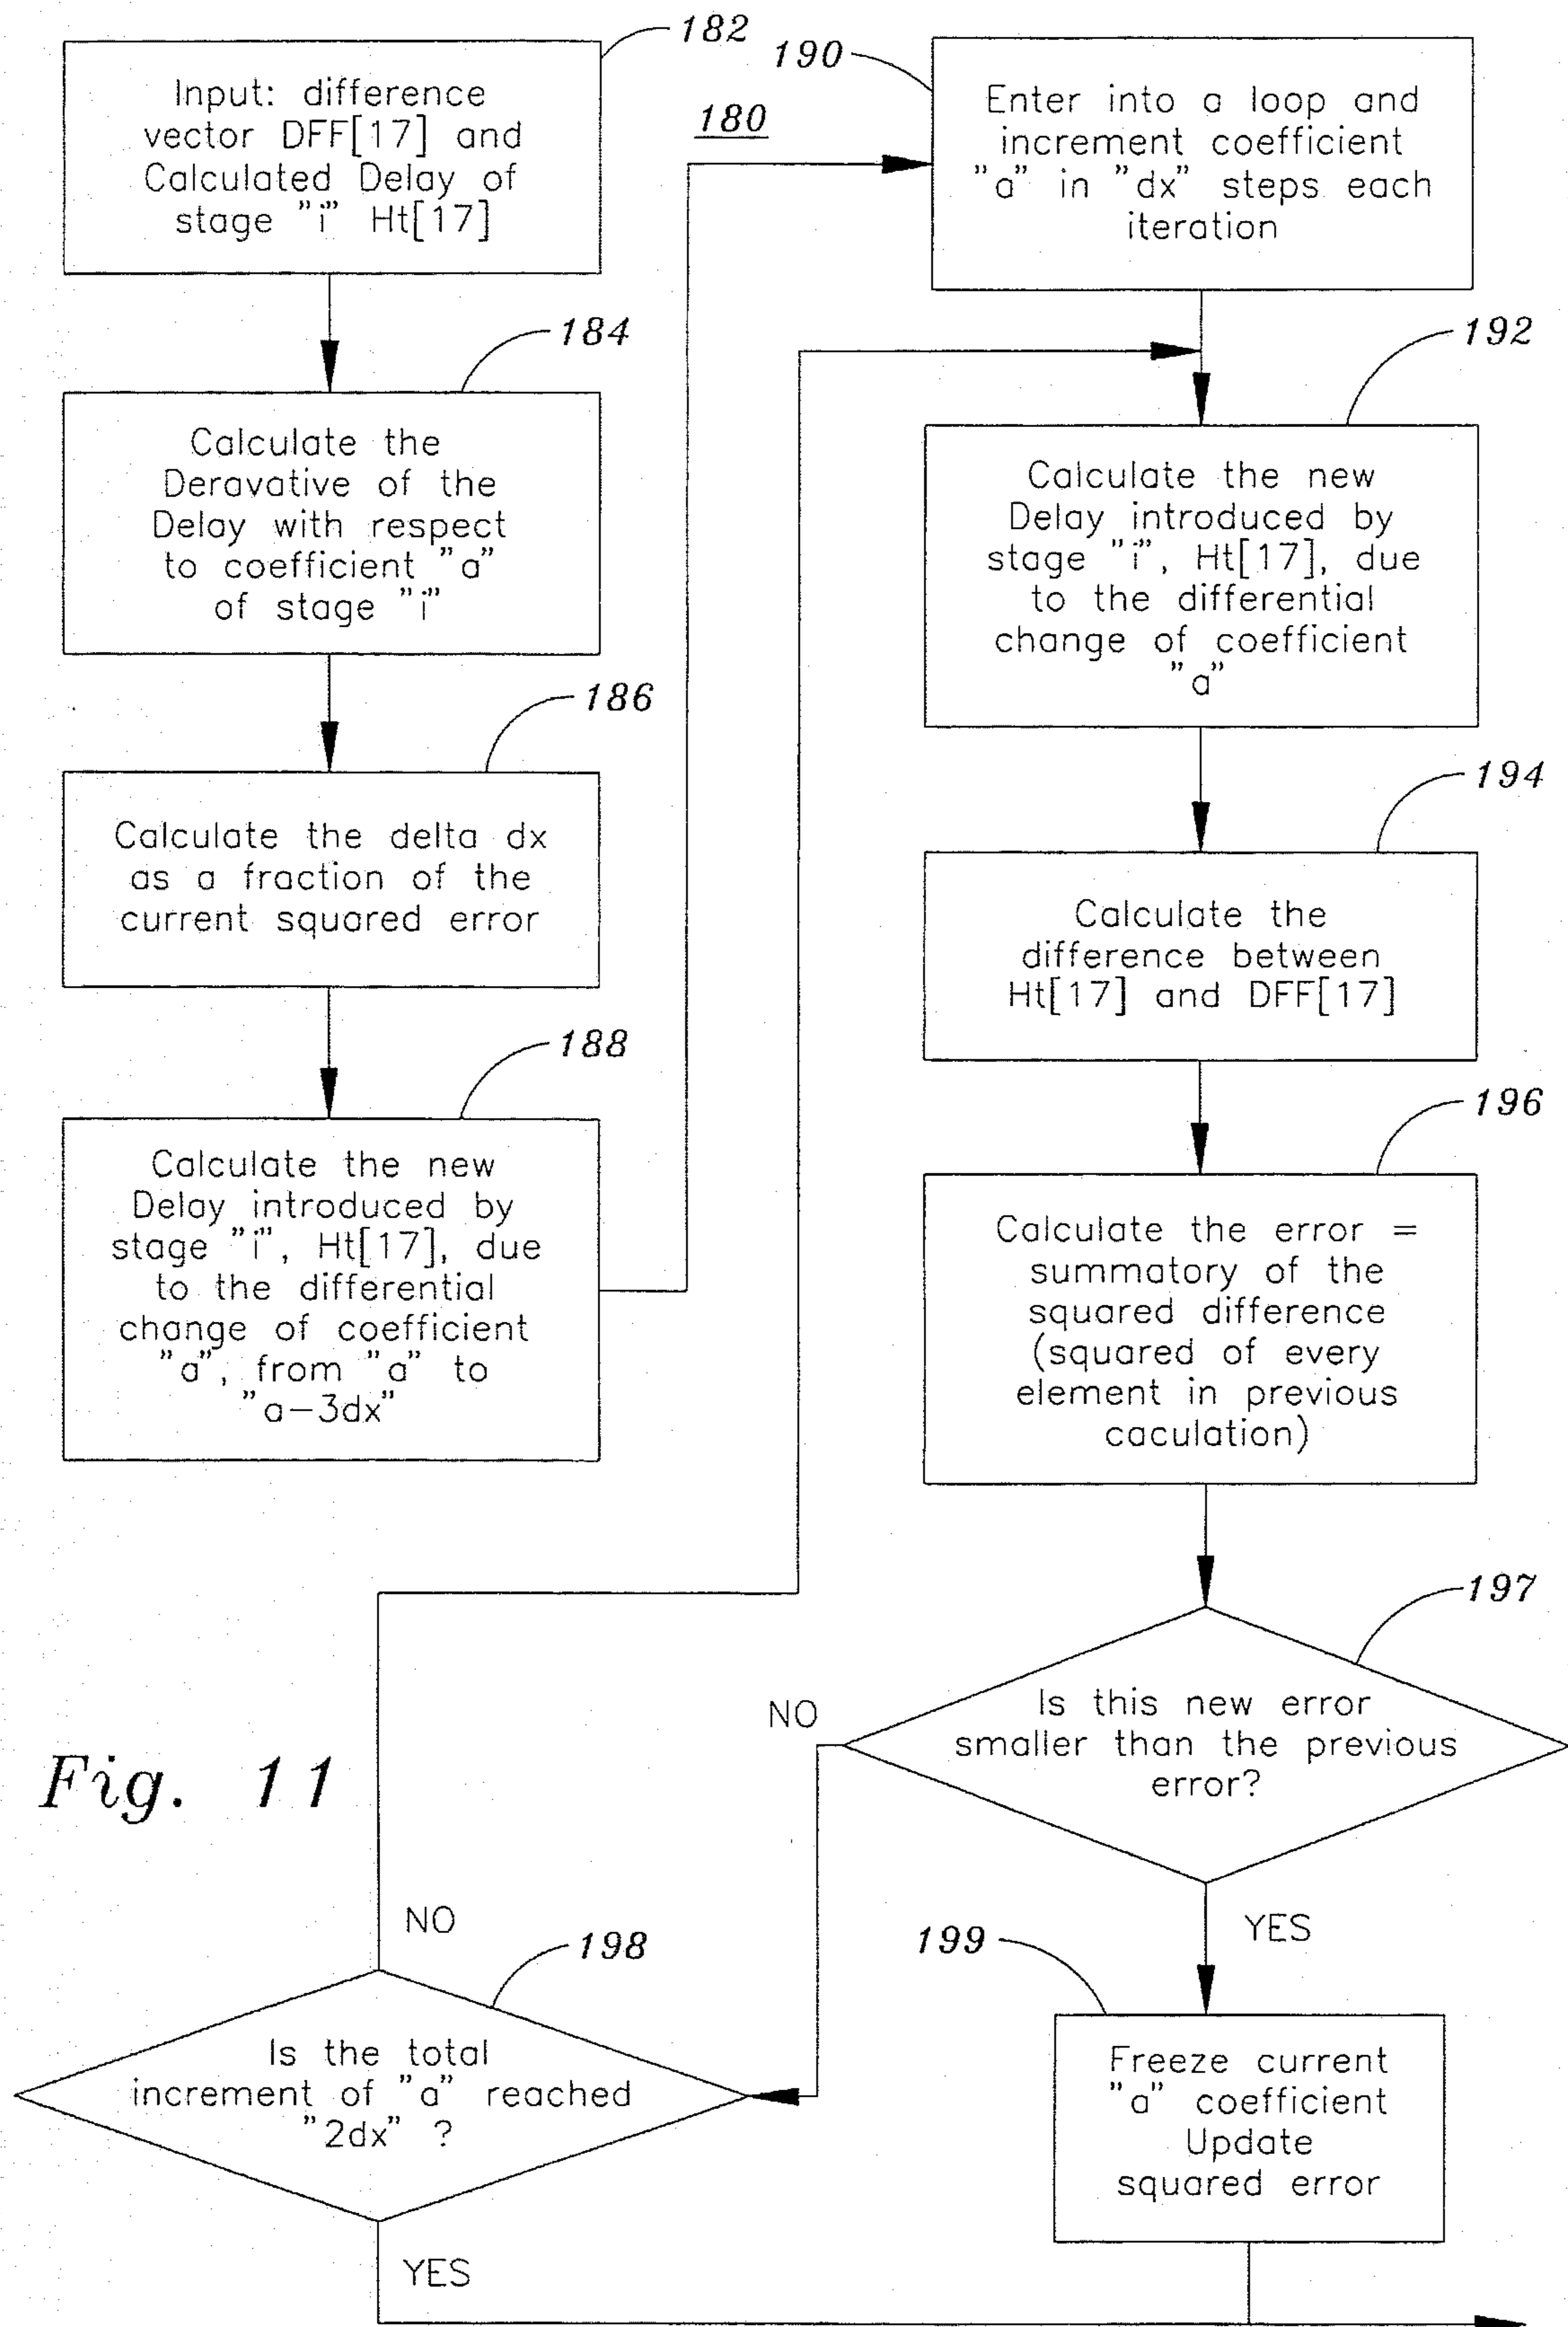 182
Input: difference
vector DFF[17] and
Calculated Delay of
stage "i" Ht[17]
184
Calculate the
Deravative of the
Delay with respect
to coefficient "a"
of stage "i"
186
Calculate the delta dx
as a fraction of the
current squared error
188
Calculate the new
Delay introduced by
stage "i", Ht[17], due
to the differential
change of coefficient
"a", from "a" to
"a-3dx"
180
190
Enter into a loop and
increment coefficient
"a" in "dx" steps each
iteration
192
Calculate the new
Delay introduced by
stage "i", Ht[17], due
to the differential
change of coefficient
"a"
194
Calculate the
difference between
Ht[17] and DFF[17]
196
Calculate the error =
summatory of the
squared difference
(squared of every
element in previous
caculation)
197
Is this new error
smaller than the previous
error?
NO
YES
199
Freeze current
"a" coefficient
Update
squared error
198
Is the total
increment of "a" reached
"2dx" ?
NO
YES
Fig. 11